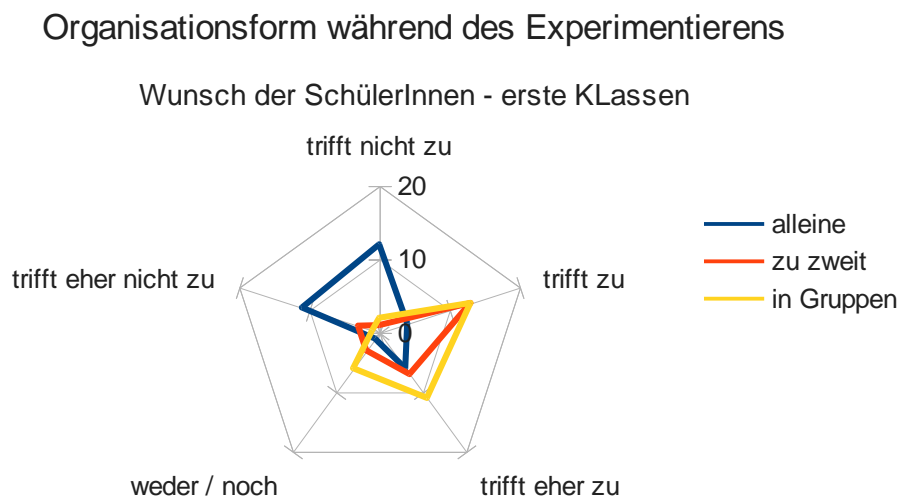 Organisationsform während des Experimentierens
Wunsch der SchülerInnen - erste KLassen
trifft nicht zu
20
alleine
10
trifft eher nicht zu
trifft zu
zu zweit
in Gruppen
0
weder / noch
trifft eher zu